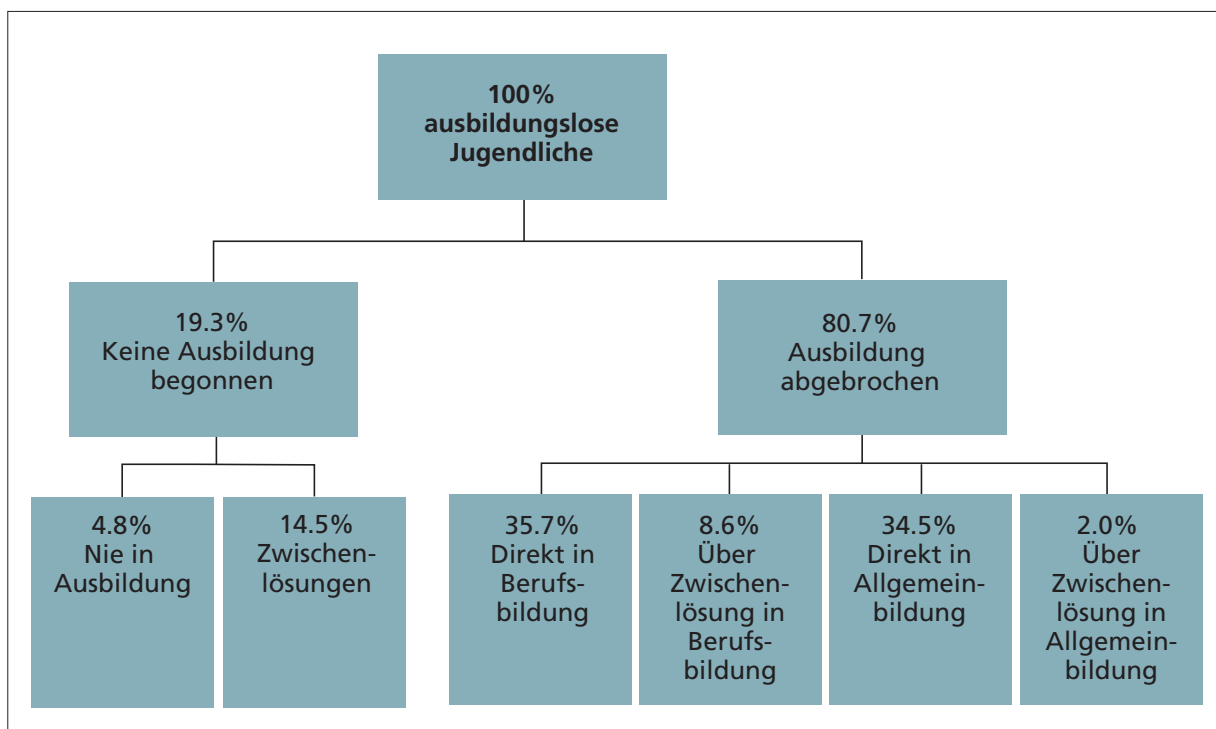 100%
ausbildungslose
Jugendliche
19.3%
Keine Ausbildung
begonnen
80.7%
Ausbildung
abgebrochen
4.8%
Nie in
Ausbildung
14.5%
Zwischen-
lösungen
35.7%
Direkt in
Berufs-
bildung
8.6%
Über
Zwischen-
lösung in
Berufs-
bildung
34.5%
Direkt in
Allgemein-
bildung
2.0%
Über
Zwischen-
lösung in
Allgemein-
bildung